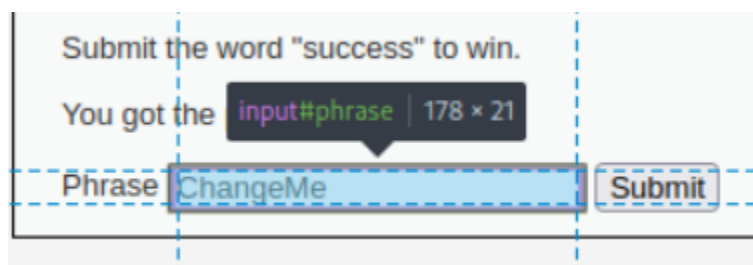 Submit the word "success" to win.
You got the
input#phrase | 178 × 21
Phrase ChangeMe Submit